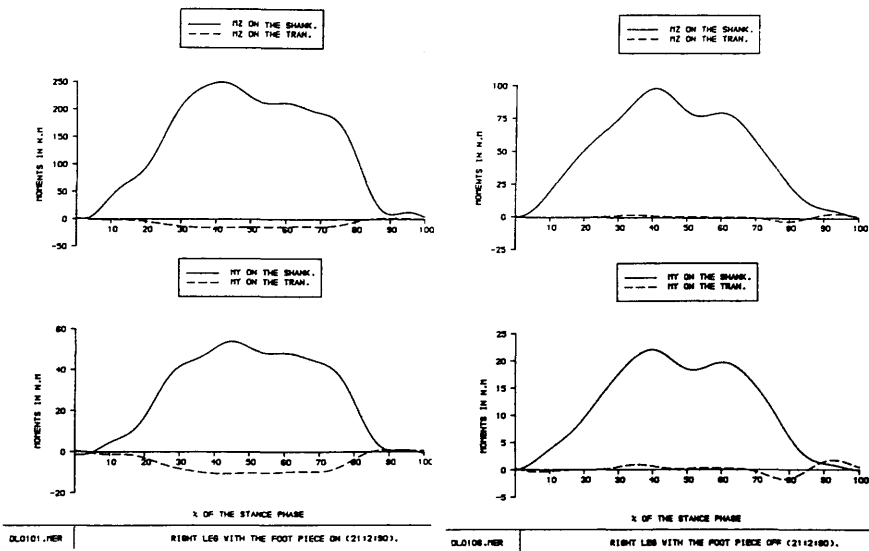 MZ ON THE SHANK.
MZ ON THE TRAN.
250
200
150
100
50
0
-50
MOMENTS IN N.M
10 20 30 40 50 60 70 80 90 100
MY ON THE SHANK.
MY ON THE TRAN.
60
40
20
0
-20
MOMENTS IN N.M
10 20 30 40 50 60 70 80 90 100
% OF THE STANCE PHASE
DL0101.MER RIGHT LEG WITH THE FOOT PIECE ON (21:2:90).
MZ ON THE SHANK.
MZ ON THE TRAN.
100
75
50
25
0
-25
MOMENTS IN N.M
10 20 30 40 50 60 70 80 90 100
MY ON THE SHANK.
MY ON THE TRAN.
25
20
15
10
5
0
-5
MOMENTS IN N.M
10 20 30 40 50 60 70 80 90 100
% OF THE STANCE PHASE
RIGHT LEG WITH THE FOOT PIECE OFF (21:2:90).